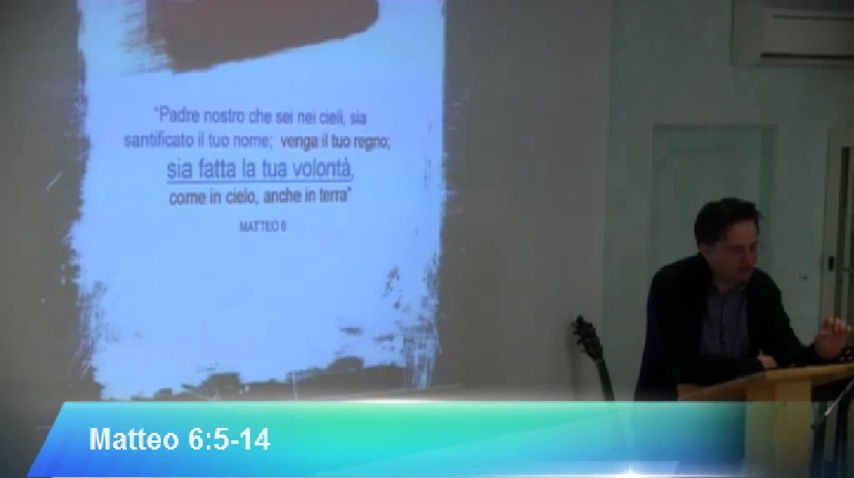 "Padre nostro che sei nei cieli, sia
santificato il tuo nome; venga il tuo regno;
sia fatta la tua volontà,
come in cielo, anche in terra"
MATTEO 6
Matteo 6:5-14